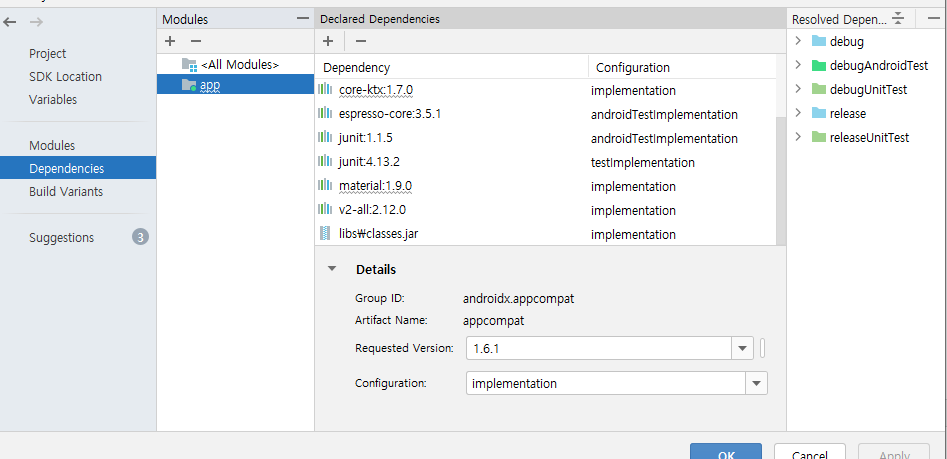 Modules
Declared Dependencies
Resolved Depen...
Project
SDK Location
Variables
Modules
Dependencies
Build Variants
Suggestions
3
<All Modules>
app
Dependency Configuration
core-ktx:1.7.0 implementation
espresso-core:3.5.1 androidTestImplementation
junit:1.1.5 androidTestImplementation
junit:4.13.2 testImplementation
material:1.9.0 implementation
v2-all:2.12.0 implementation
libs₩classes.jar implementation
Details
Group ID: androidx.appcompat
Artifact Name: appcompat
Requested Version: 1.6.1
Configuration: implementation
debug
debugAndroidTest
debugUnitTest
release
releaseUnitTest
OK Cancel Apply